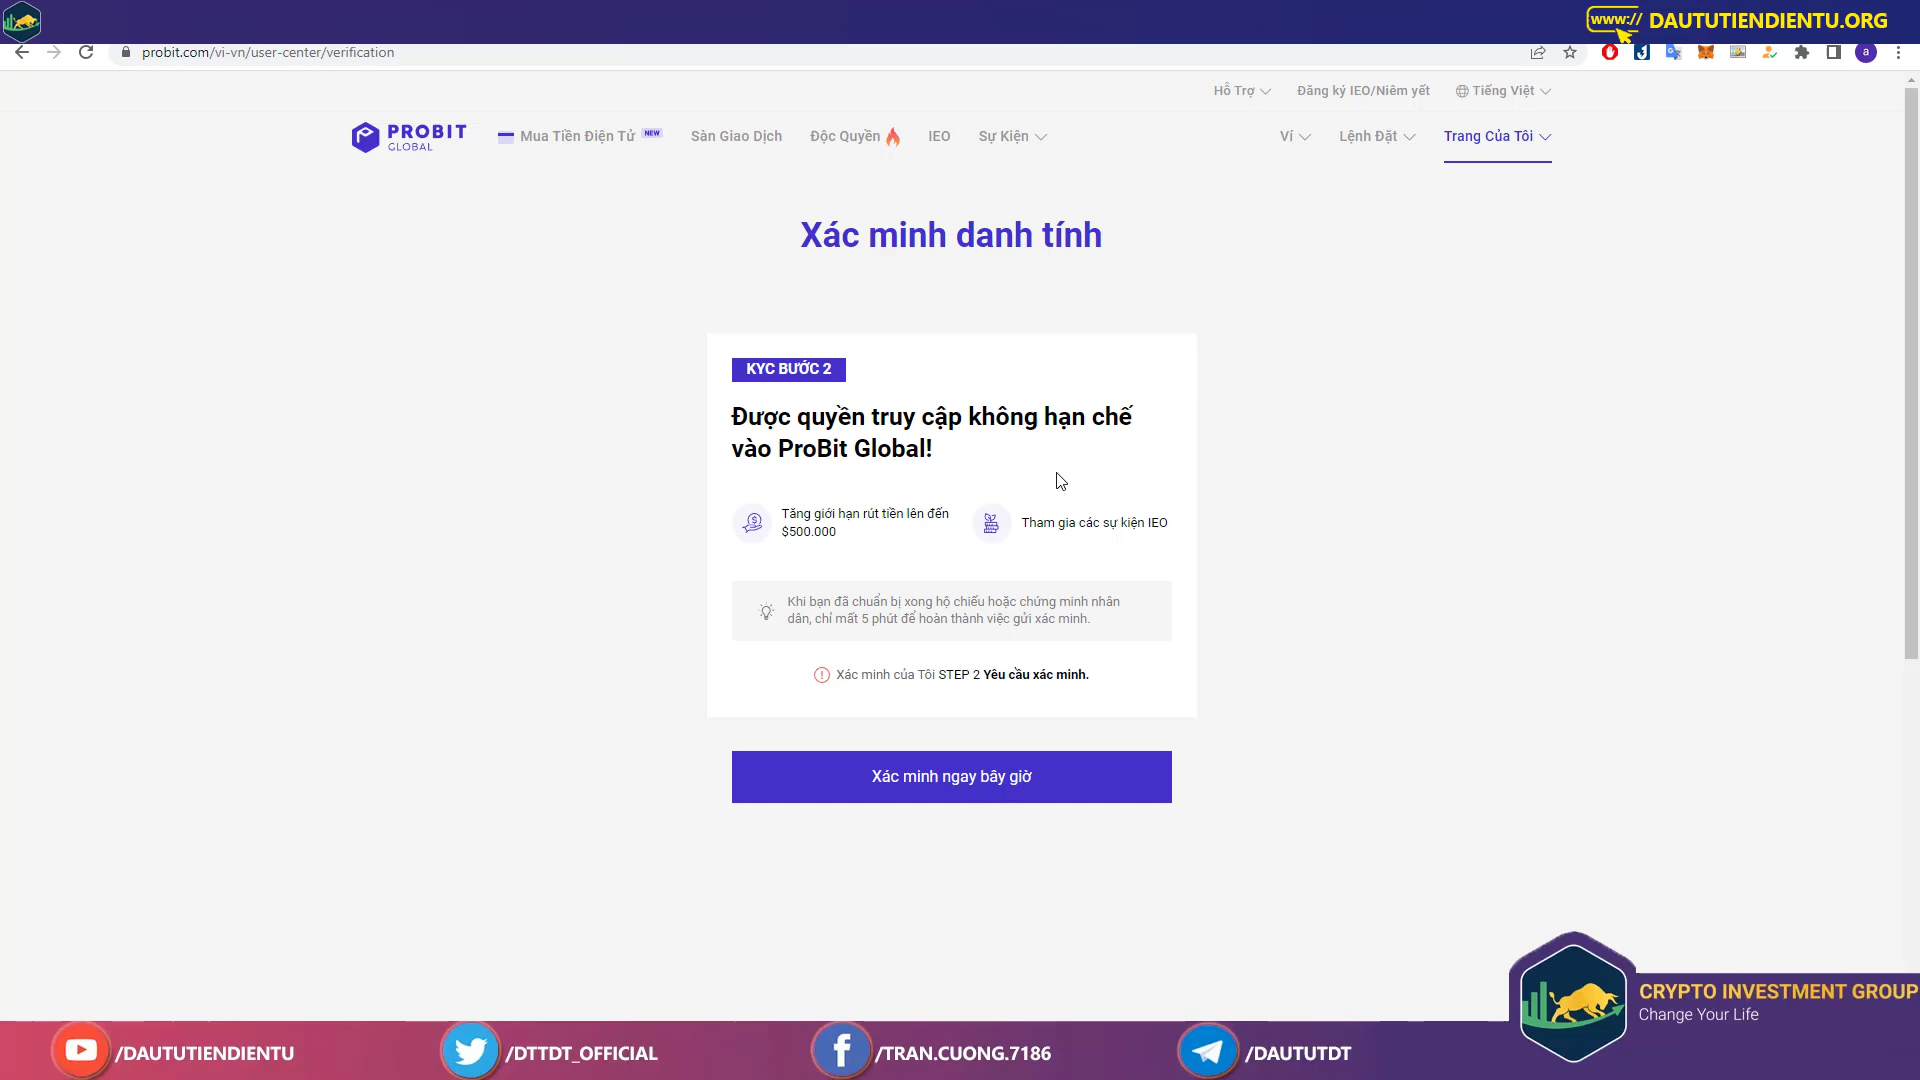 www.// DAUTUTIENDIENTU.ORG
probit.com/vi-vn/user-center/verification
a
Hỗ Trợ Đăng ký IEO/Niêm yết Tiếng Việt
PROBIT
GLOBAL
Mua Tiền Điện Tử NEW Sàn Giao Dịch Độc Quyền IEO Sự Kiện Ví Lệnh Đặt Trang Của Tôi
Xác minh danh tính
KYC BƯỚC 2
Được quyền truy cập không hạn chế
vào ProBit Global!
Tăng giới hạn rút tiền lên đến
$500.000
Tham gia các sự kiện IEO
Khi bạn đã chuẩn bị xong hộ chiếu hoặc chứng minh nhân
dân, chỉ mất 5 phút để hoàn thành việc gửi xác minh.
Xác minh của Tôi STEP 2 Yêu cầu xác minh.
Xác minh ngay bây giờ
CRYPTO INVESTMENT GROUP
Change Your Life
/DAUTUTIENDIENTU /DTTDT_OFFICIAL /TRAN.CUONG.7186 /DAUTUTDT